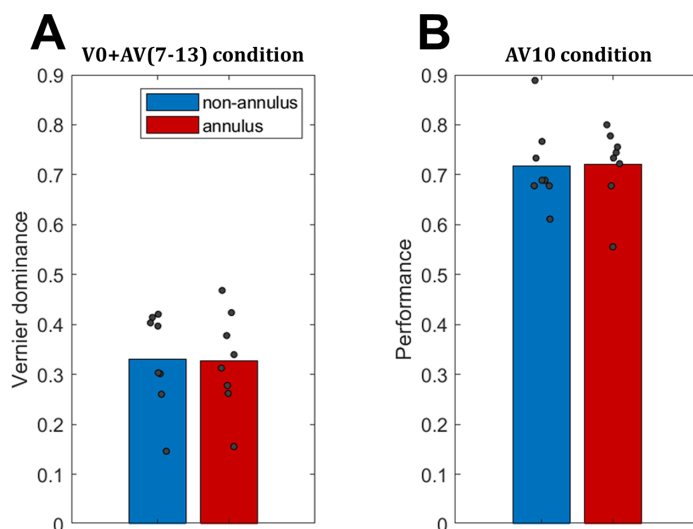 A
V0+AV(7-13) condition
0.9
0.8
0.7
0.6
0.5
0.4
0.3
0.2
0.1
0
Vernier dominance
non-annulus
annulus
B
AV10 condition
0.9
0.8
0.7
0.6
0.5
0.4
0.3
0.2
0.1
0
Performance